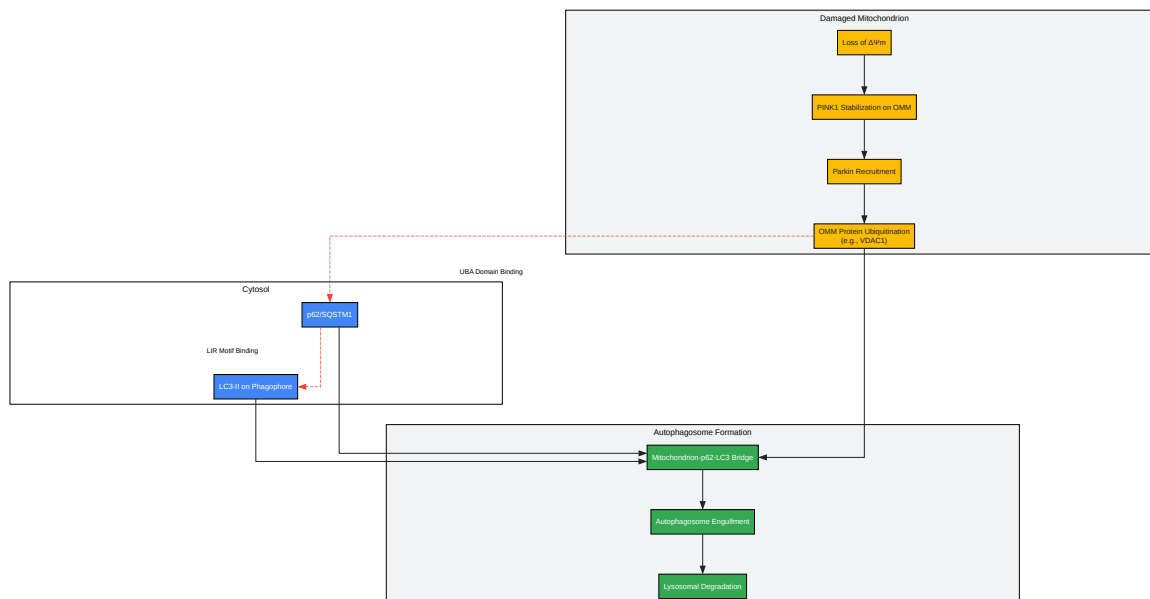 Damaged Mitochondrion
Loss of ΔΨm
PINK1 Stabilization on OMM
Parkin Recruitment
OMM Protein Ubiquitination
(e.g., VDAC1)
UBA Domain Binding
Cytosol
p62/SQSTM1
LIR Motif Binding
LC3-II on Phagophore
Autophagosome Formation
Mitochondrion-p62-LC3 Bridge
Autophagosome Engulfment
Lysosomal Degradation